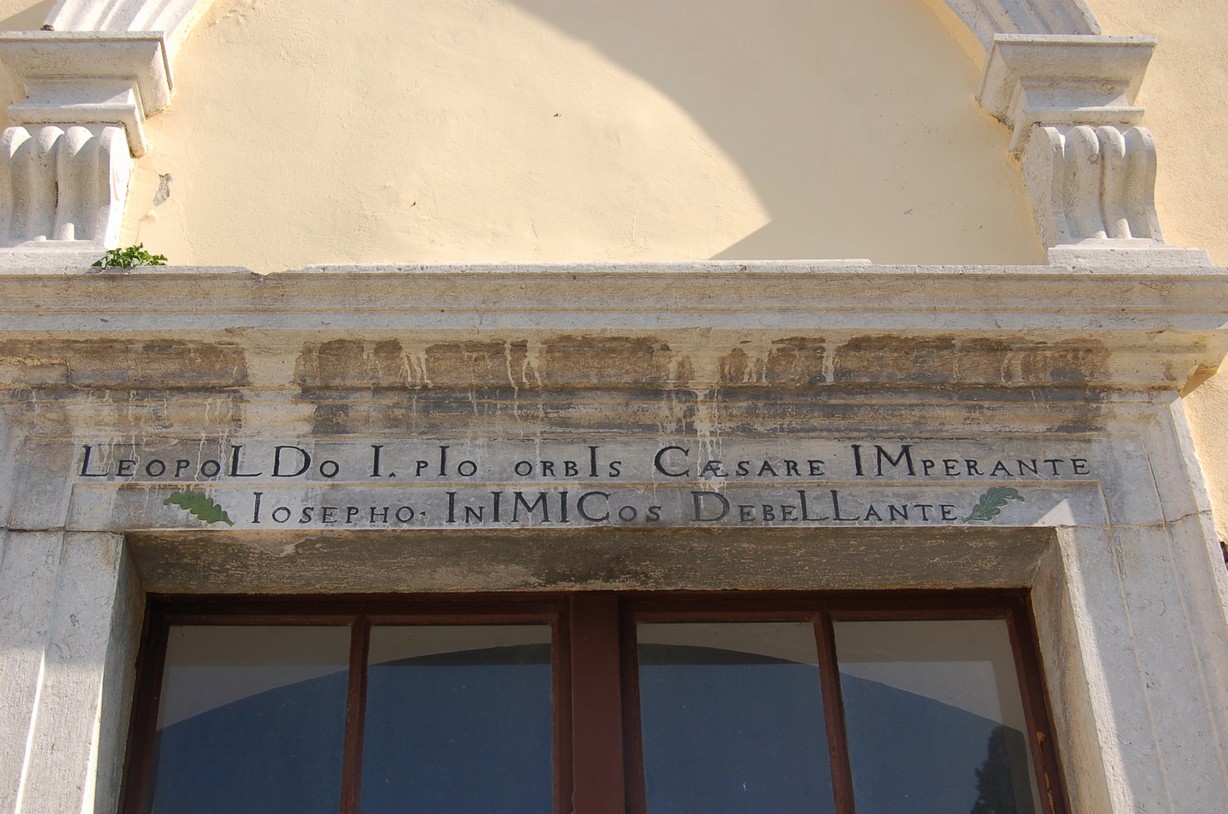 LEOPOLDO I. PIO ORBIS CÆSARE IMPERANTE
IOSEPHO· INIMICOS DEBELLANTE